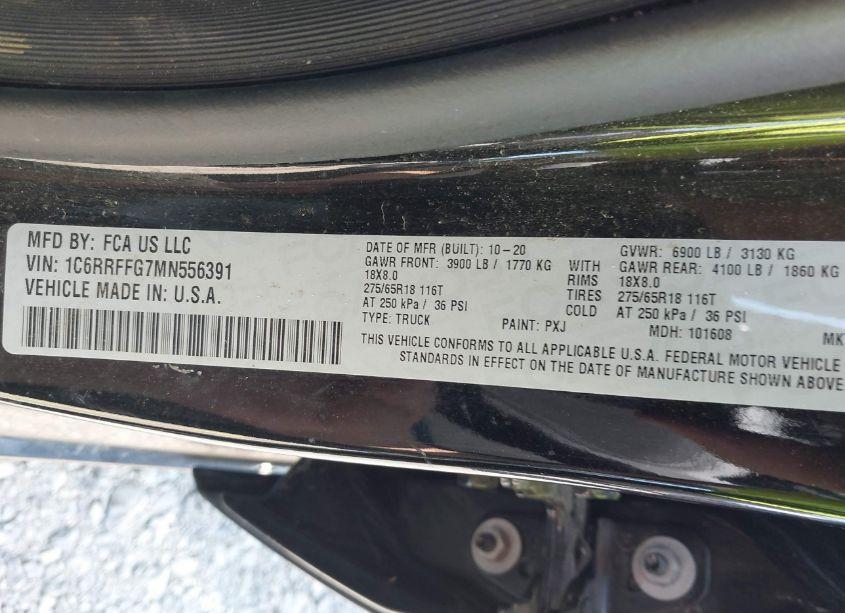 MFD BY: FCA US LLC
VIN: 1C6RRFFG7MN556391
VEHICLE MADE IN: U.S.A.
DATE OF MFR (BUILT): 10-20 GVWR: 6900 LB / 3130 KG
GAWR FRONT: 3900 LB / 1770 KG WITH GAWR REAR: 4100 LB / 1860 KG
18X8.0 RIMS 18X8.0
275/65R18 116T TIRES 275/65R18 116T
AT 250 kPa / 36 PSI COLD AT 250 kPa / 36 PSI
TYPE: TRUCK PAINT: PXJ MDH: 101608 MK
THIS VEHICLE CONFORMS TO ALL APPLICABLE U.S.A. FEDERAL MOTOR VEHICLE
STANDARDS IN EFFECT ON THE DATE OF MANUFACTURE SHOWN ABOVE